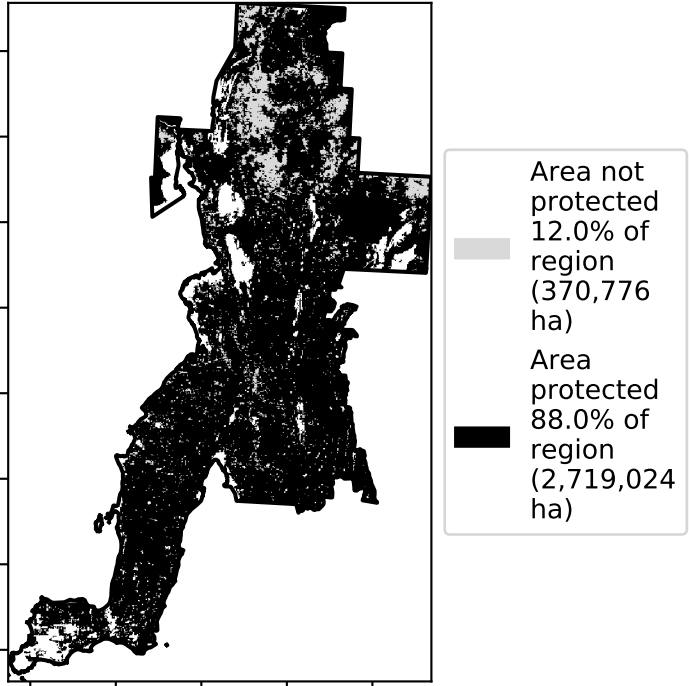 Area not
protected
12.0% of
region
(370,776
ha)
Area
protected
88.0% of
region
(2,719,024
ha)